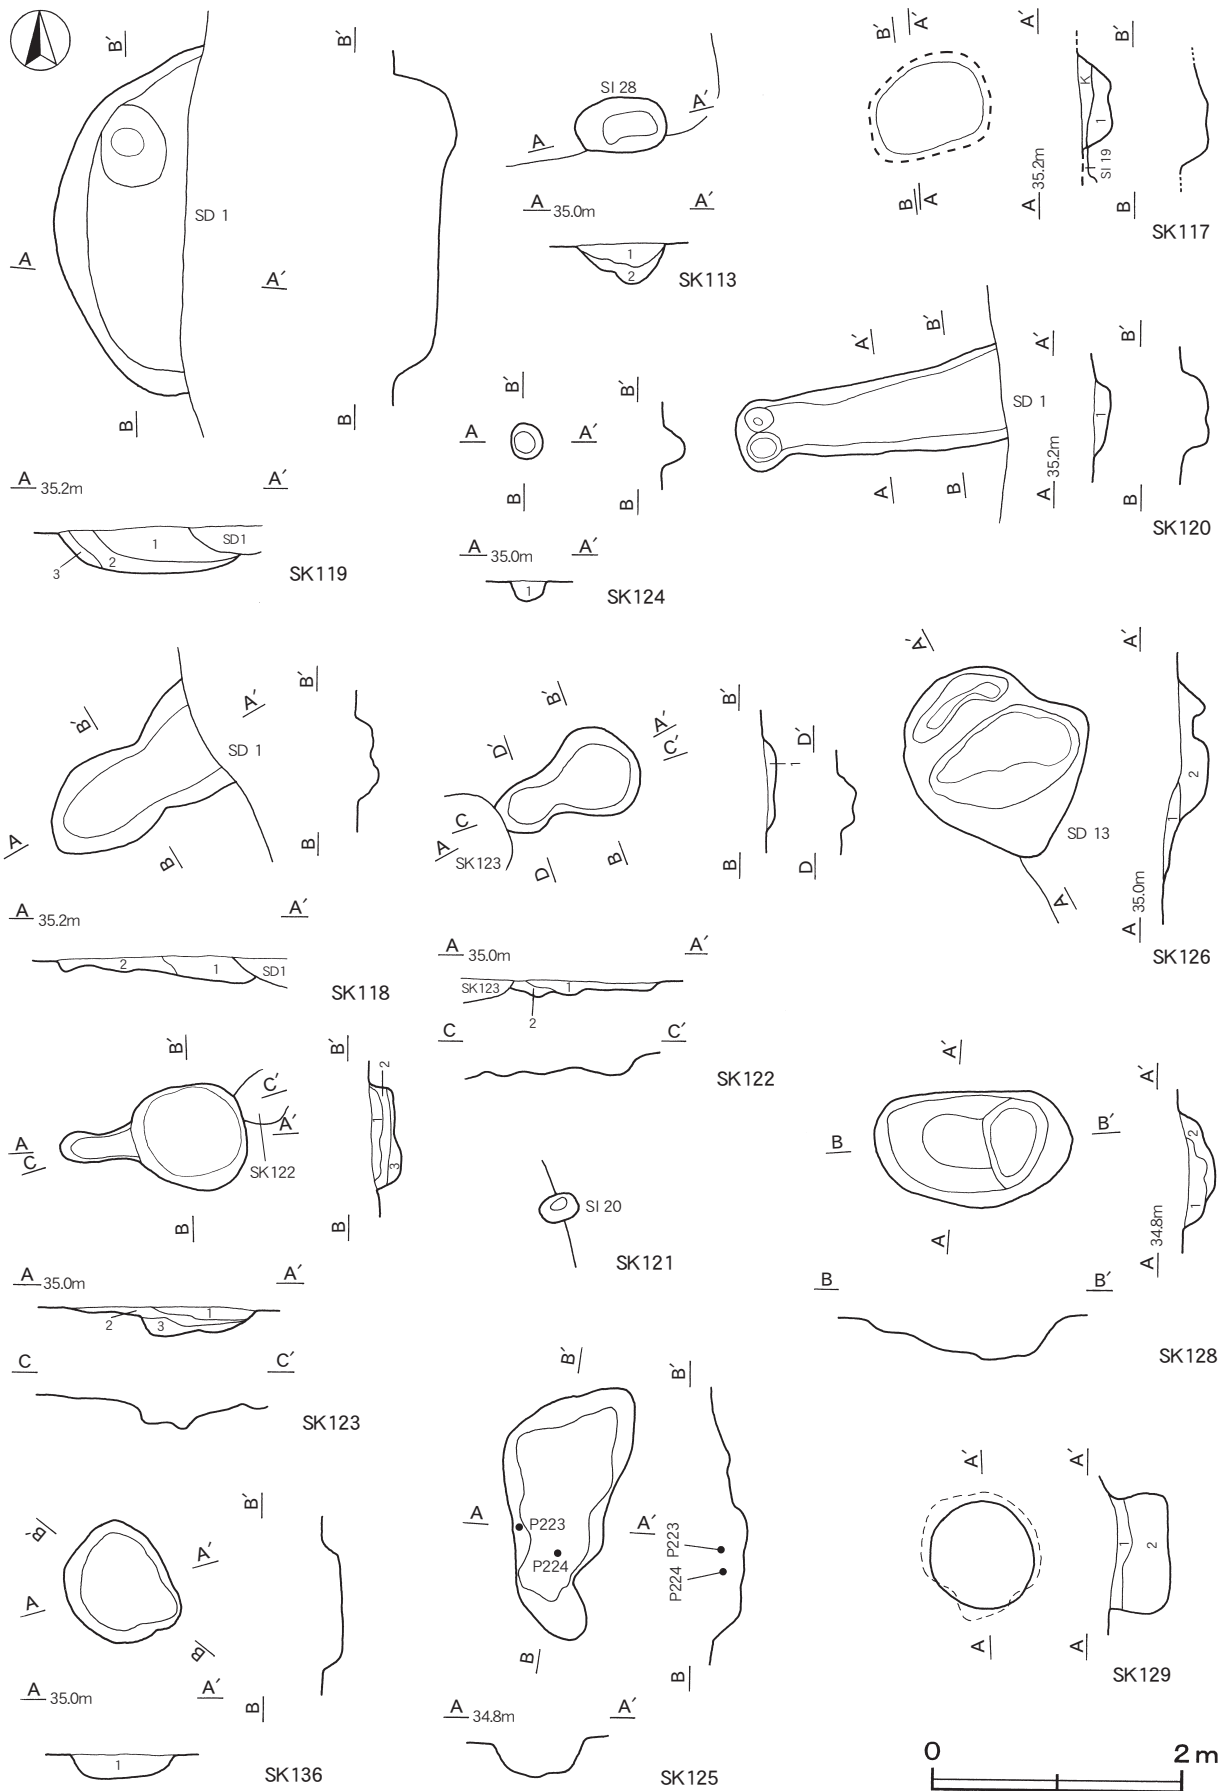 B′
A
A′
B
SD 1
B′
B
A 35.2m
A′
1
2
3
SD1
SK119
SI 28
A
A′
A 35.0m
A′
1
2
SK113
B′
A′
B
A
A′
A 35.2m
K
1
SI 19
B′
B
SK117
B′
A
A′
B
B′
B
A 35.0m
A′
1
SK124
A′
B′
A
B
SD 1
A′
A 35.2m
1
B′
B
SK120
B′
A′
A
B
SD 1
B′
B
A 35.2m
A′
2
1
SD1
SK118
B′
D′
A′
C′
C
A
SK123
D
B
B′
B
1
D′
D
A 35.0m
A′
SK123
1
2
C
C′
SK122
A′
A
SD 13
A′
A 35.0m
1
2
SK126
B′
C′
A′
A
C
SK122
B
B′
B
1
2
3
A 35.0m
A′
1
2
3
C
C′
SK123
SI 20
SK121
A′
B
B′
A
A′
A 34.8m
2
1
B
B′
SK128
B′
A
A′
B
P223
P224
B′
P223
P224
B
A 34.8m
A′
SK125
B′
A′
A
B
B′
B
A 35.0m
A′
1
SK136
A′
A
A′
A
1
2
SK129
0 2 m